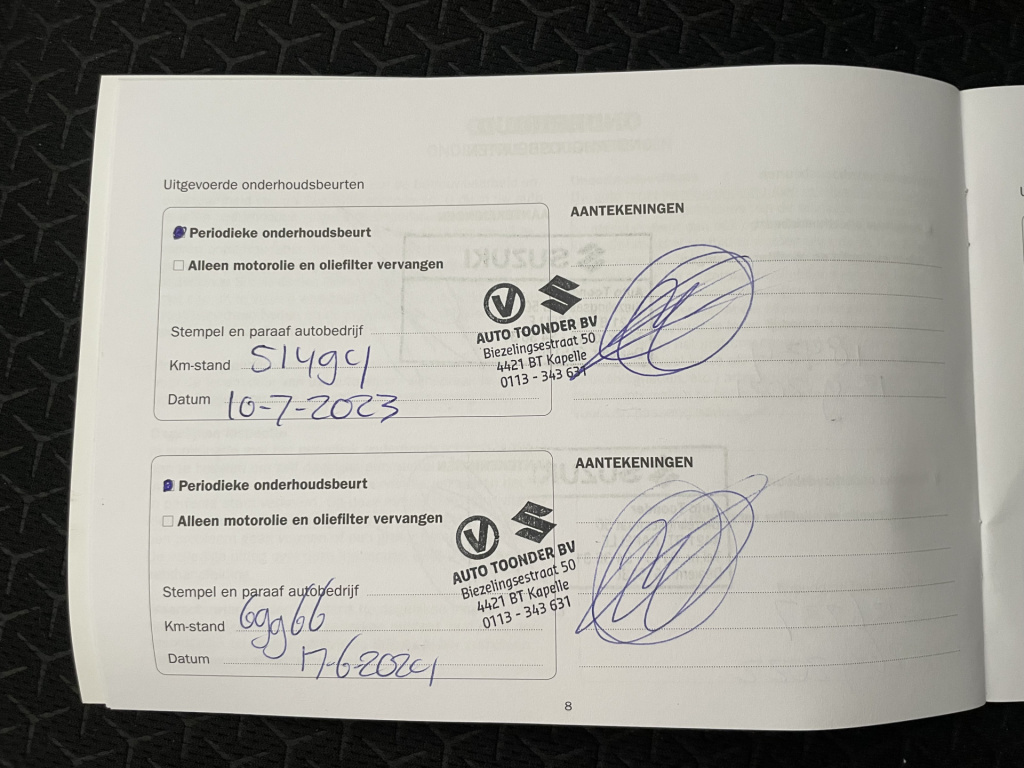 Uitgevoerde onderhoudsbeurten
Periodieke onderhoudsbeurt
Alleen motorolie en oliefilter vervangen
Stempel en paraaf autobedrijf
Km-stand 51494
Datum 10-7-2023
AUTO TOONDER BV
Biezelingsestraat 50
4421 BT Kapelle
0113 - 343 631
AANTEKENINGEN
Periodieke onderhoudsbeurt
Alleen motorolie en oliefilter vervangen
Stempel en paraaf autobedrijf
Km-stand 69966
Datum 17-6-2024
AUTO TOONDER BV
Biezelingsestraat 50
4421 BT Kapelle
0113 - 343 631
AANTEKENINGEN
8